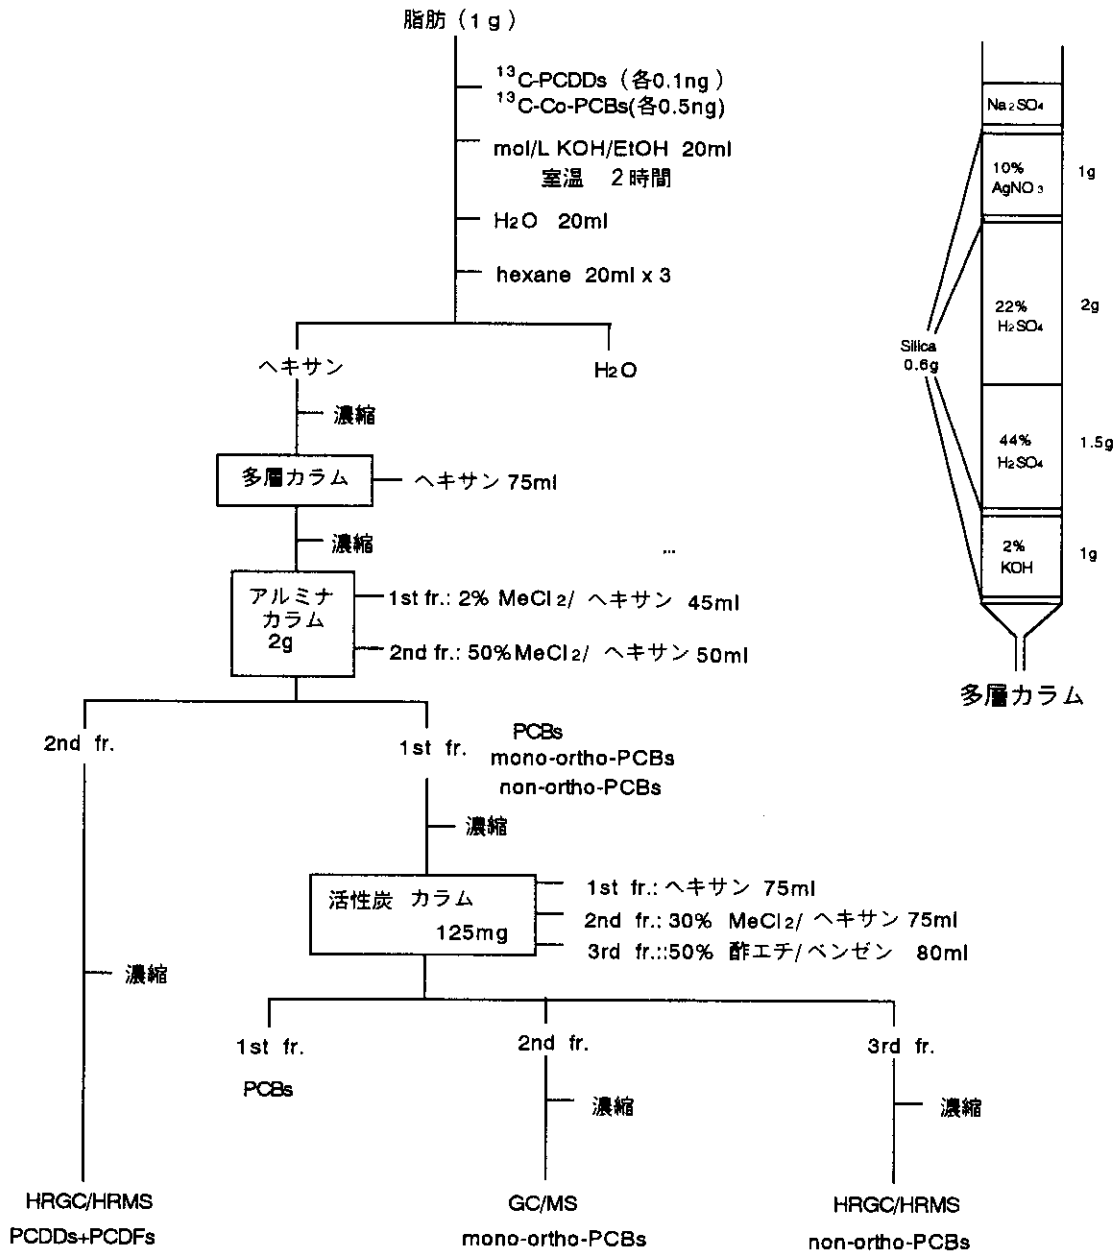 脂肪 (1 g)
13C-PCDDs (各0.1ng)
13C-Co-PCBs(各0.5ng)
mol/L KOH/EtOH 20ml
室温 2時間
H2O 20ml
hexane 20ml x 3
ヘキサン
H2O
濃縮
多層カラム
ヘキサン 75ml
濃縮
...
アルミナ
カラム
2g
1st fr.: 2% MeCl2/ ヘキサン 45ml
2nd fr.: 50%MeCl2/ ヘキサン 50ml
2nd fr.
1st fr.
PCBs
mono-ortho-PCBs
non-ortho-PCBs
濃縮
活性炭 カラム
125mg
1st fr.: ヘキサン 75ml
2nd fr.: 30% MeCl2/ ヘキサン 75ml
3rd fr.::50% 酢エチ/ベンゼン 80ml
濃縮
1st fr.
PCBs
2nd fr.
3rd fr.
濃縮
濃縮
HRGC/HRMS
PCDDs+PCDFs
GC/MS
mono-ortho-PCBs
HRGC/HRMS
non-ortho-PCBs
Na2SO4
10%
AgNO3
1g
22%
H2SO4
2g
Silica
0.6g
44%
H2SO4
1.5g
2%
KOH
1g
多層カラム